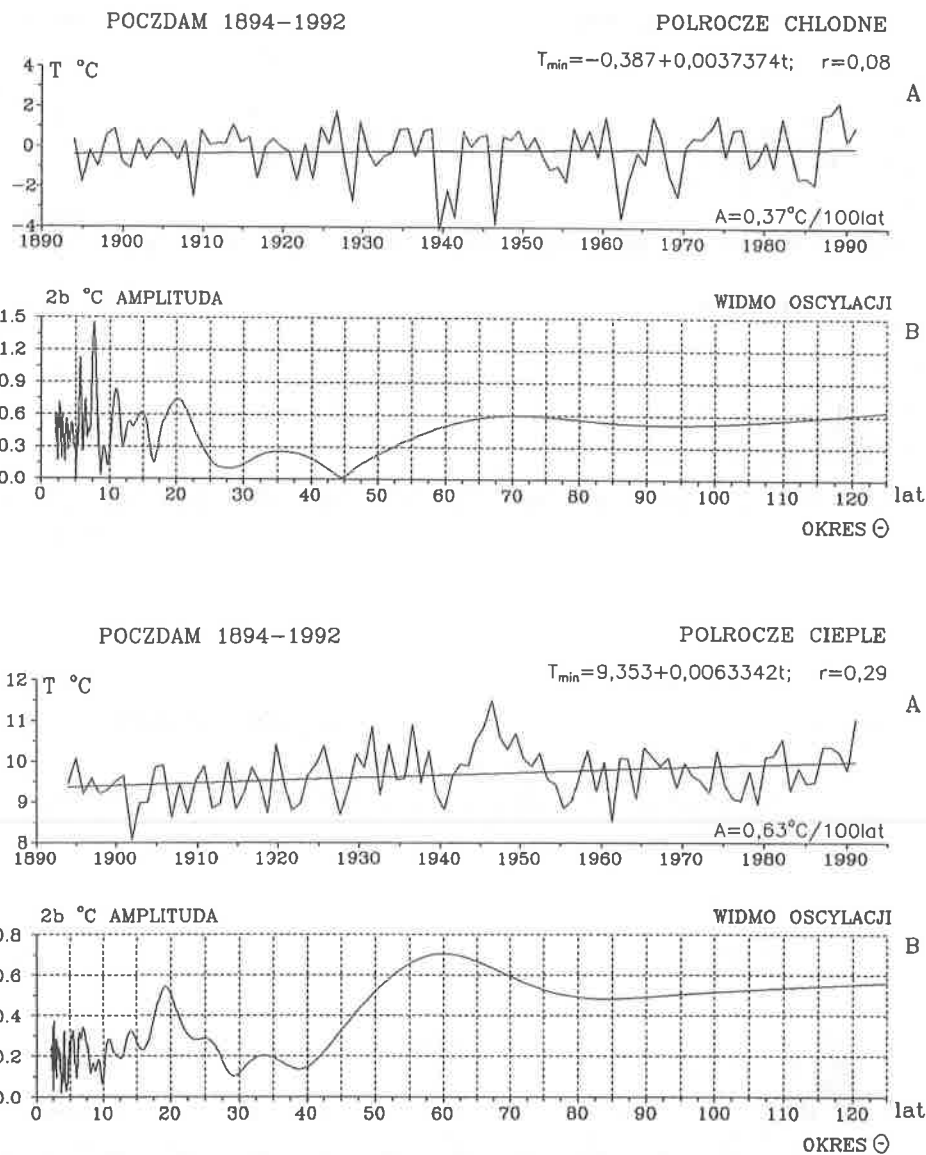 POCZDAM 1894-1992 POLROCZE CHLODNE
T °C Tmin=-0,387+0,0037374t; r=0,08
A
4
2
0
-2
-4
A=0,37°C/100lat
1890 1900 1910 1920 1930 1940 1950 1960 1970 1980 1990
2b °C AMPLITUDA WIDMO OSCYLACJI
B
1.5
1.2
0.9
0.6
0.3
0.0
0 10 20 30 40 50 60 70 80 90 100 110 120 lat
OKRES Θ
POCZDAM 1894-1992 POLROCZE CIEPLE
T °C Tmin=9,353+0,0063342t; r=0,29
A
12
11
10
9
8
A=0,63°C/100lat
1890 1900 1910 1320 1930 1940 1950 1960 1970 1980 1990
2b °C AMPLITUDA WIDMO OSCYLACJI
B
0.8
0.6
0.4
0.2
0.0
0 10 20 30 40 50 60 70 80 90 100 110 120 lat
OKRES Θ